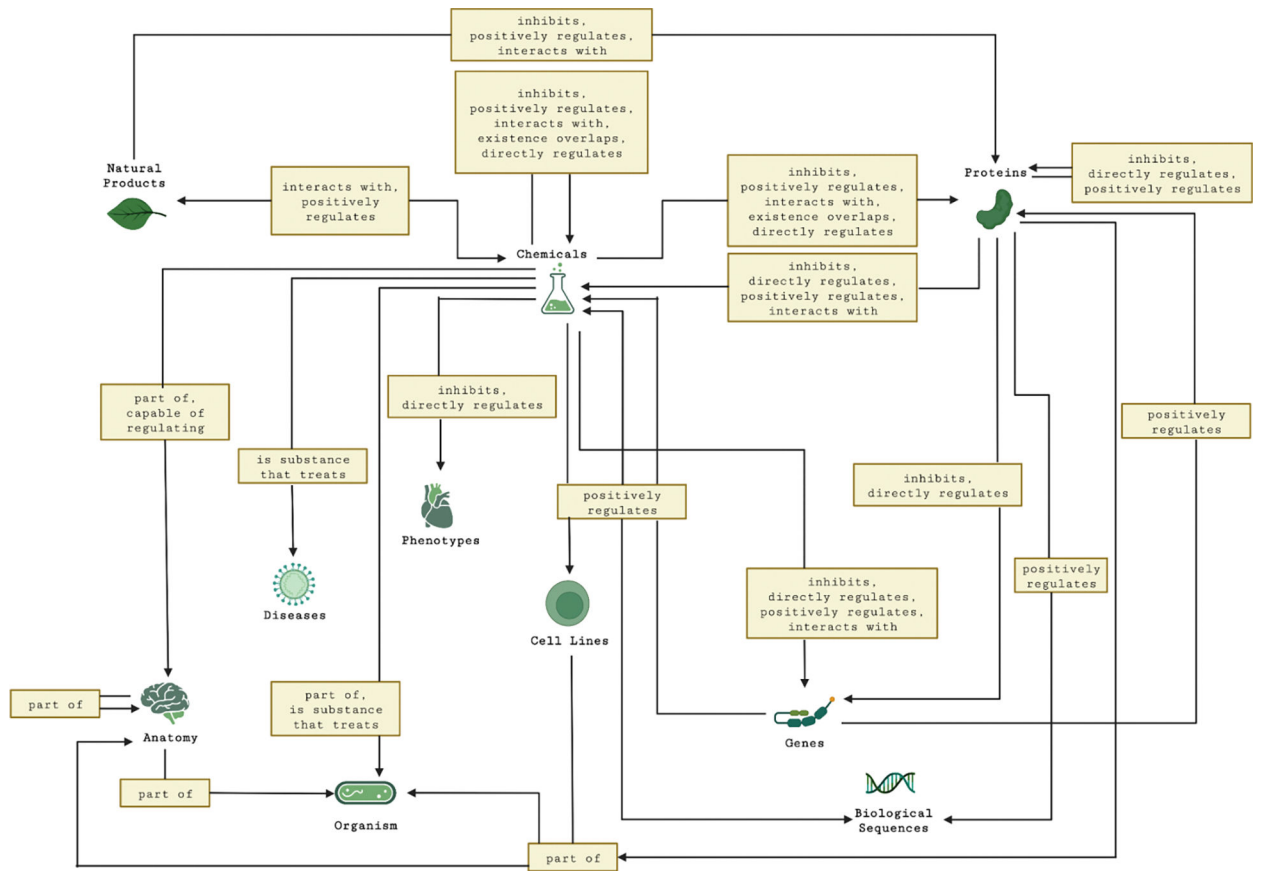 inhibits,
positively regulates,
interacts with
inhibits,
positively regulates,
interacts with,
existence overlaps,
directly regulates
Natural
Products
interacts with,
positively
regulates
inhibits,
positively regulates,
interacts with,
existence overlaps,
directly regulates
Proteins
inhibits,
directly regulates,
positively regulates
Chemicals
inhibits,
directly regulates,
positively regulates,
interacts with
part of,
capable of
regulating
inhibits,
directly regulates
positively
regulates
is substance
that treats
inhibits,
directly regulates
positively
regulates
Phenotypes
positively
regulates
Diseases
inhibits,
directly regulates,
positively regulates,
interacts with
Cell Lines
part of
part of,
is substance
that treats
Anatomy
Genes
part of
Organism
Biological
Sequences
part of